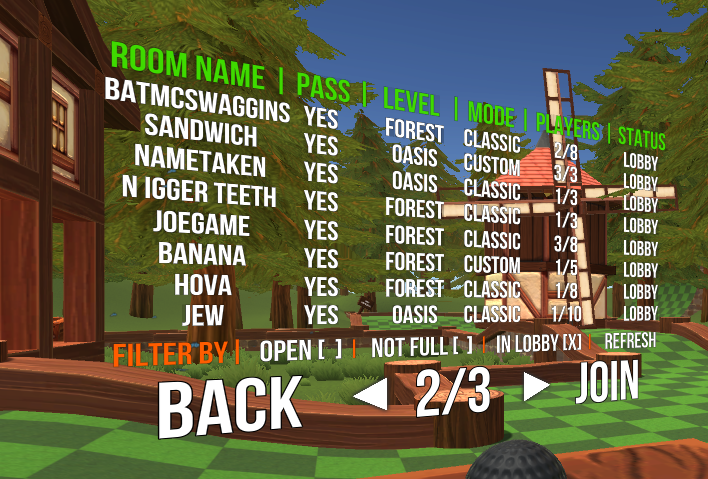 ROOM NAME | PASS | LEVEL | MODE | PLAYERS | STATUS
BATMCSWAGGINS YES FOREST CLASSIC 2/8 LOBBY
SANDWICH YES OASIS CUSTOM 3/3 LOBBY
NAMETAKEN YES OASIS CLASSIC 1/3 LOBBY
N IGGER TEETH YES FOREST CLASSIC 1/3 LOBBY
JOEGAME YES FOREST CLASSIC 3/8 LOBBY
BANANA YES FOREST CUSTOM 1/5 LOBBY
HOVA YES FOREST CLASSIC 1/8 LOBBY
JEW YES OASIS CLASSIC 1/10 LOBBY
FILTER BY | OPEN [ ] | NOT FULL [ ] | IN LOBBY [X] | REFRESH
BACK 2/3 JOIN